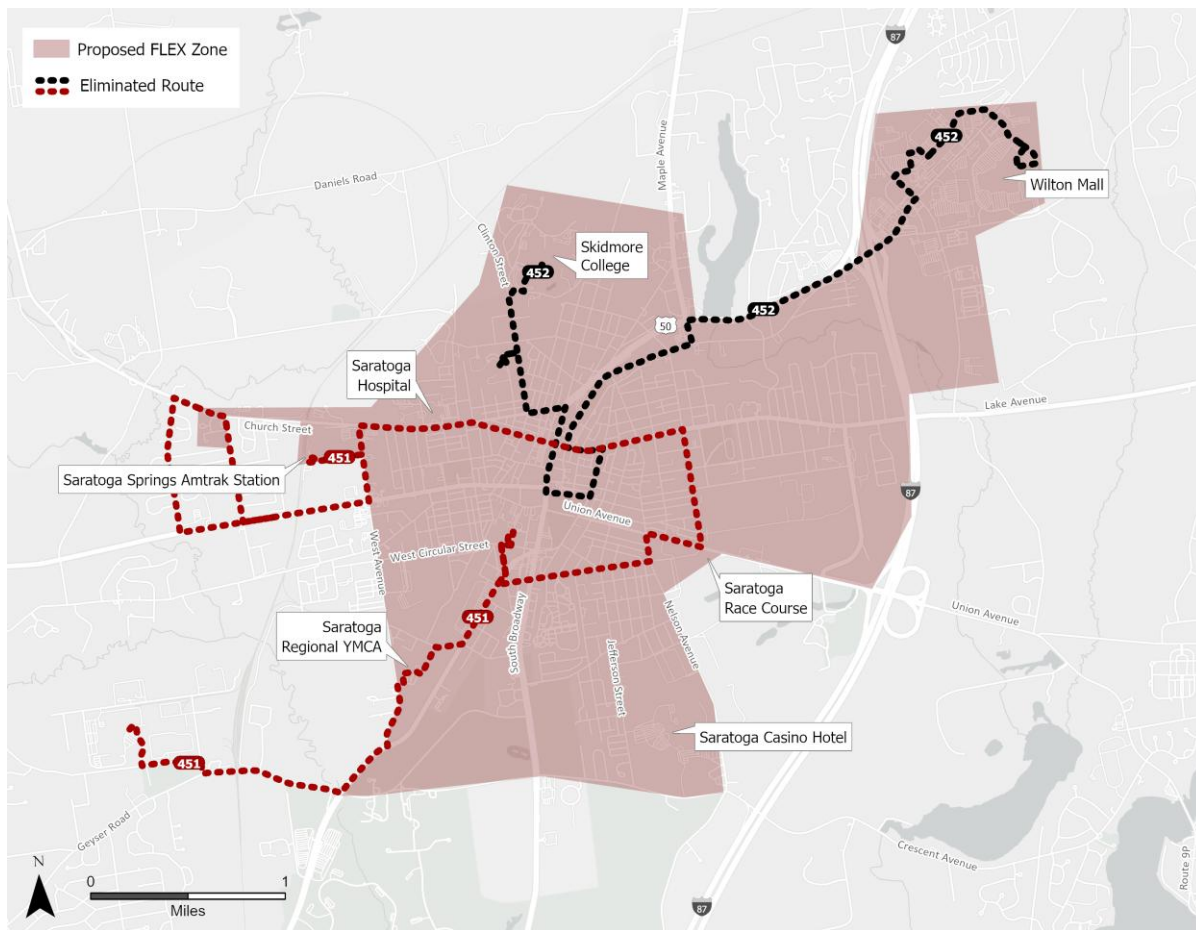 Proposed FLEX Zone
Eliminated Route
87
452
Wilton Mall
Maple Avenue
Daniels Road
Clinton Street
Skidmore
College
452
452
50
Saratoga
Hospital
Lake Avenue
Church Street
451
Saratoga Springs Amtrak Station
87
Union Avenue
West Avenue
West Circular Street
Saratoga
Race Course
Union Avenue
451
South Broadway
Nelson Avenue
Saratoga
Regional YMCA
Jefferson Street
Saratoga Casino Hotel
451
Geyser Road
Crescent Avenue
Route 9P
N
0
1
Miles
87